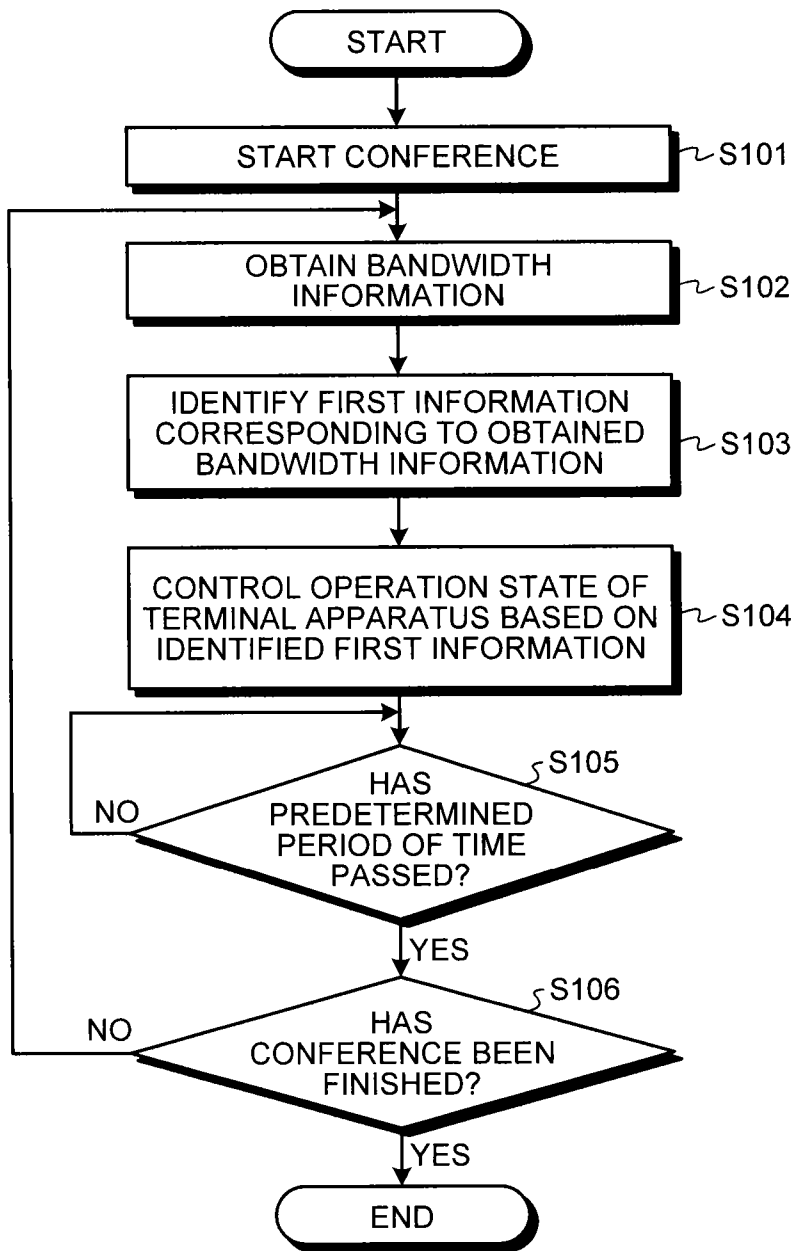 START
START CONFERENCE
S101
OBTAIN BANDWIDTH
INFORMATION
S102
IDENTIFY FIRST INFORMATION
CORRESPONDING TO OBTAINED
BANDWIDTH INFORMATION
S103
CONTROL OPERATION STATE OF
TERMINAL APPARATUS BASED ON
IDENTIFIED FIRST INFORMATION
S104
S105
HAS
PREDETERMINED
PERIOD OF TIME
PASSED?
NO
YES
S106
HAS
CONFERENCE BEEN
FINISHED?
NO
YES
END